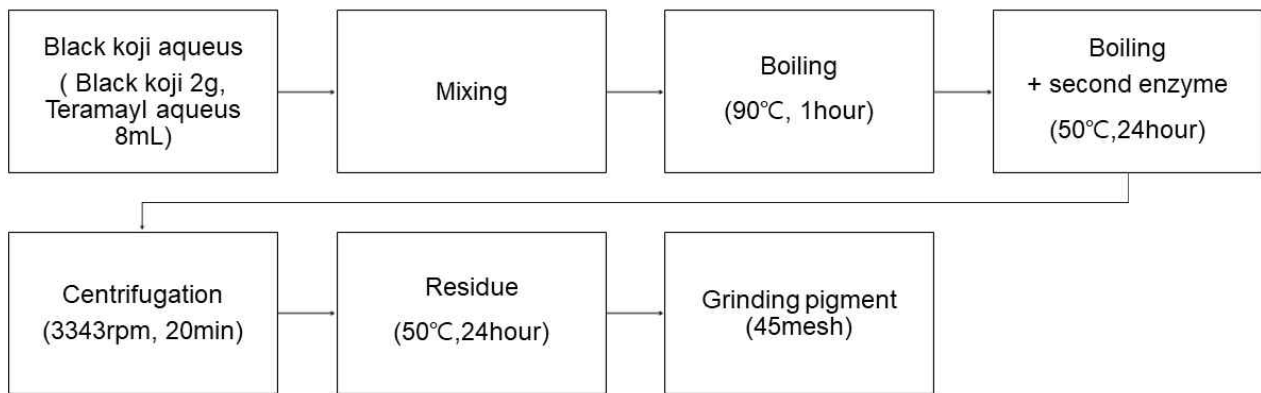 Black koji aqueus
( Black koji 2g,
Teramayl aqueus
8mL)
Mixing
Boiling
(90℃, 1hour)
Boiling
+ second enzyme
(50℃,24hour)
Centrifugation
(3343rpm, 20min)
Residue
(50℃,24hour)
Grinding pigment
(45mesh)